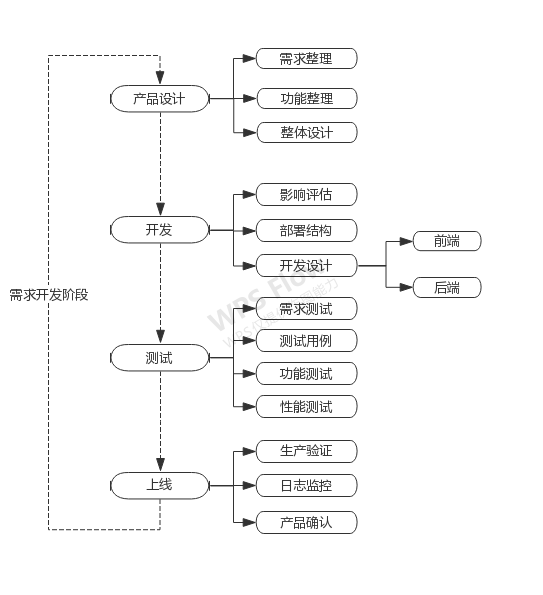 需求整理
产品设计
功能整理
整体设计
影响评估
开发
部署结构
前端
开发设计
后端
需求开发阶段
需求测试
WPS Flow
测试用例
测试
功能测试
性能测试
生产验证
上线
日志监控
产品确认